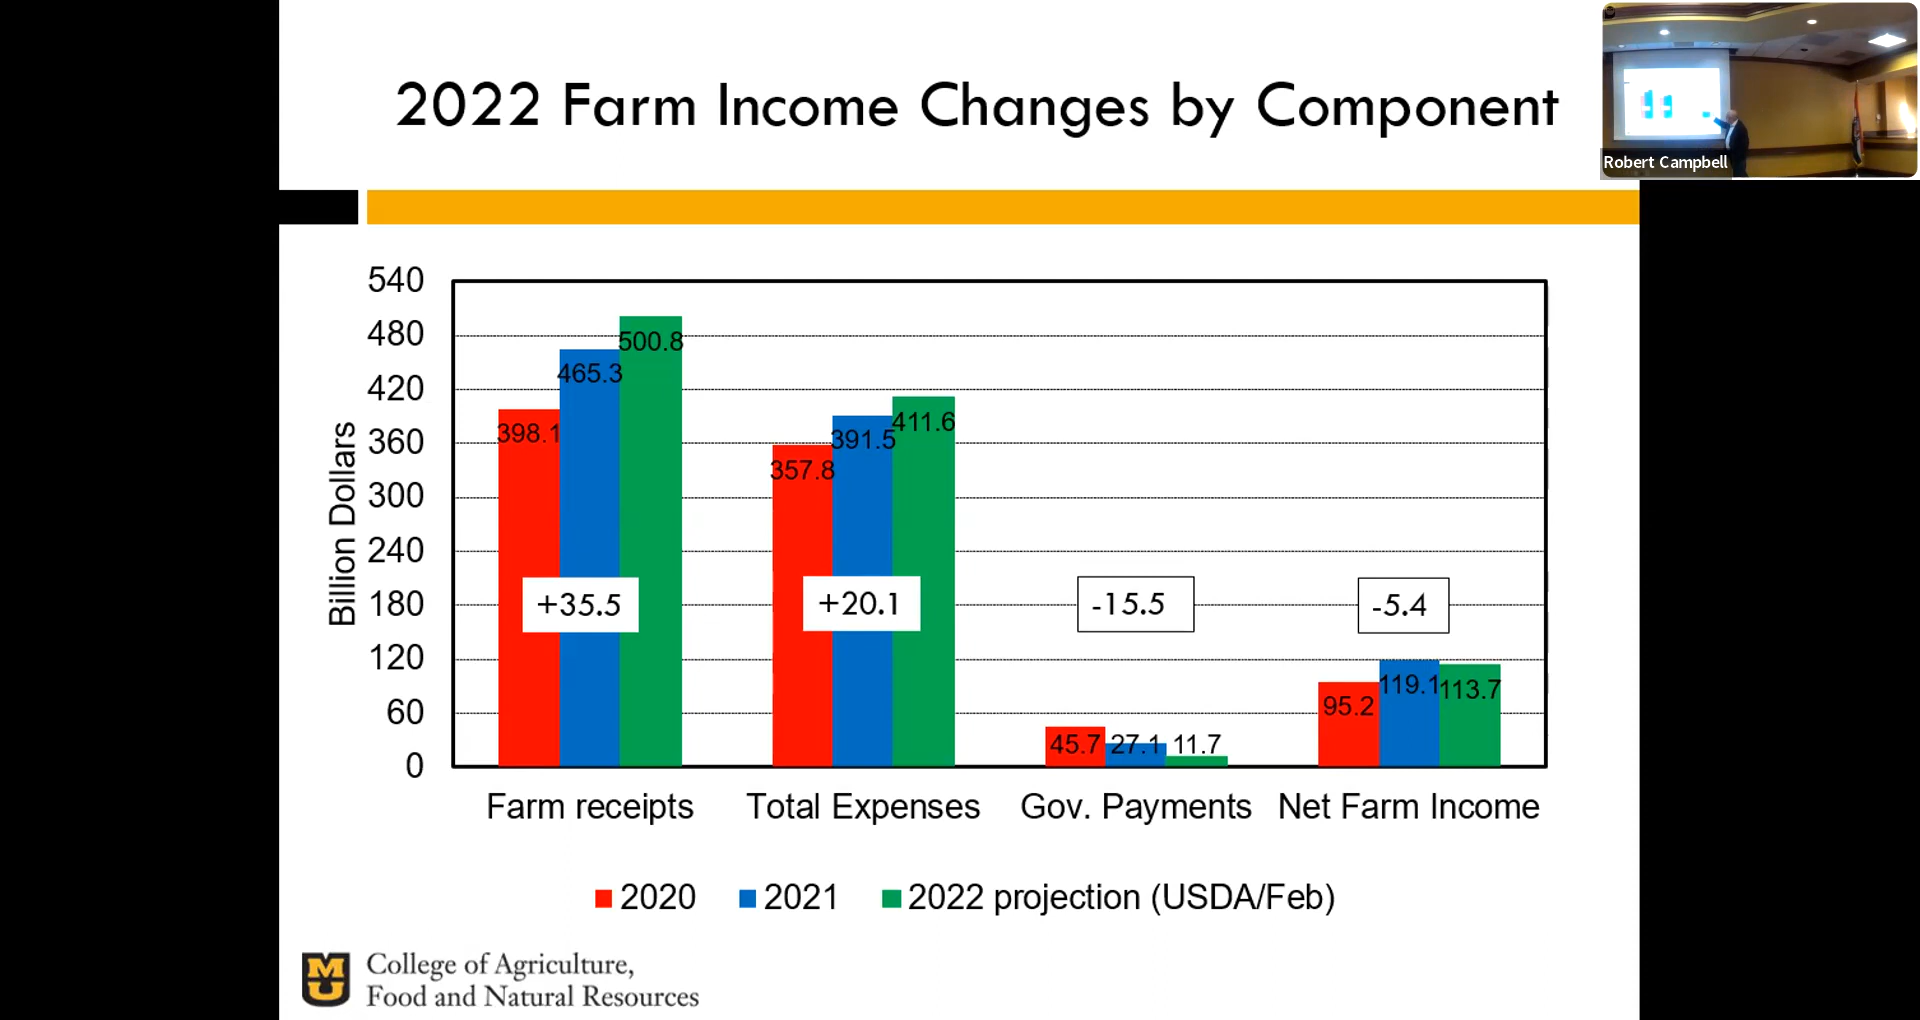 2022 Farm Income Changes by Component
Robert Campbell
Billion Dollars
540
480
420
360
300
240
180
120
60
0
398.1
465.3
500.8
+35.5
357.8
391.5
411.6
+20.1
45.7
27.1
11.7
-15.5
95.2
119.1
113.7
-5.4
Farm receipts
Total Expenses
Gov. Payments
Net Farm Income
2020
2021
2022 projection (USDA/Feb)
MU
College of Agriculture,
Food and Natural Resources